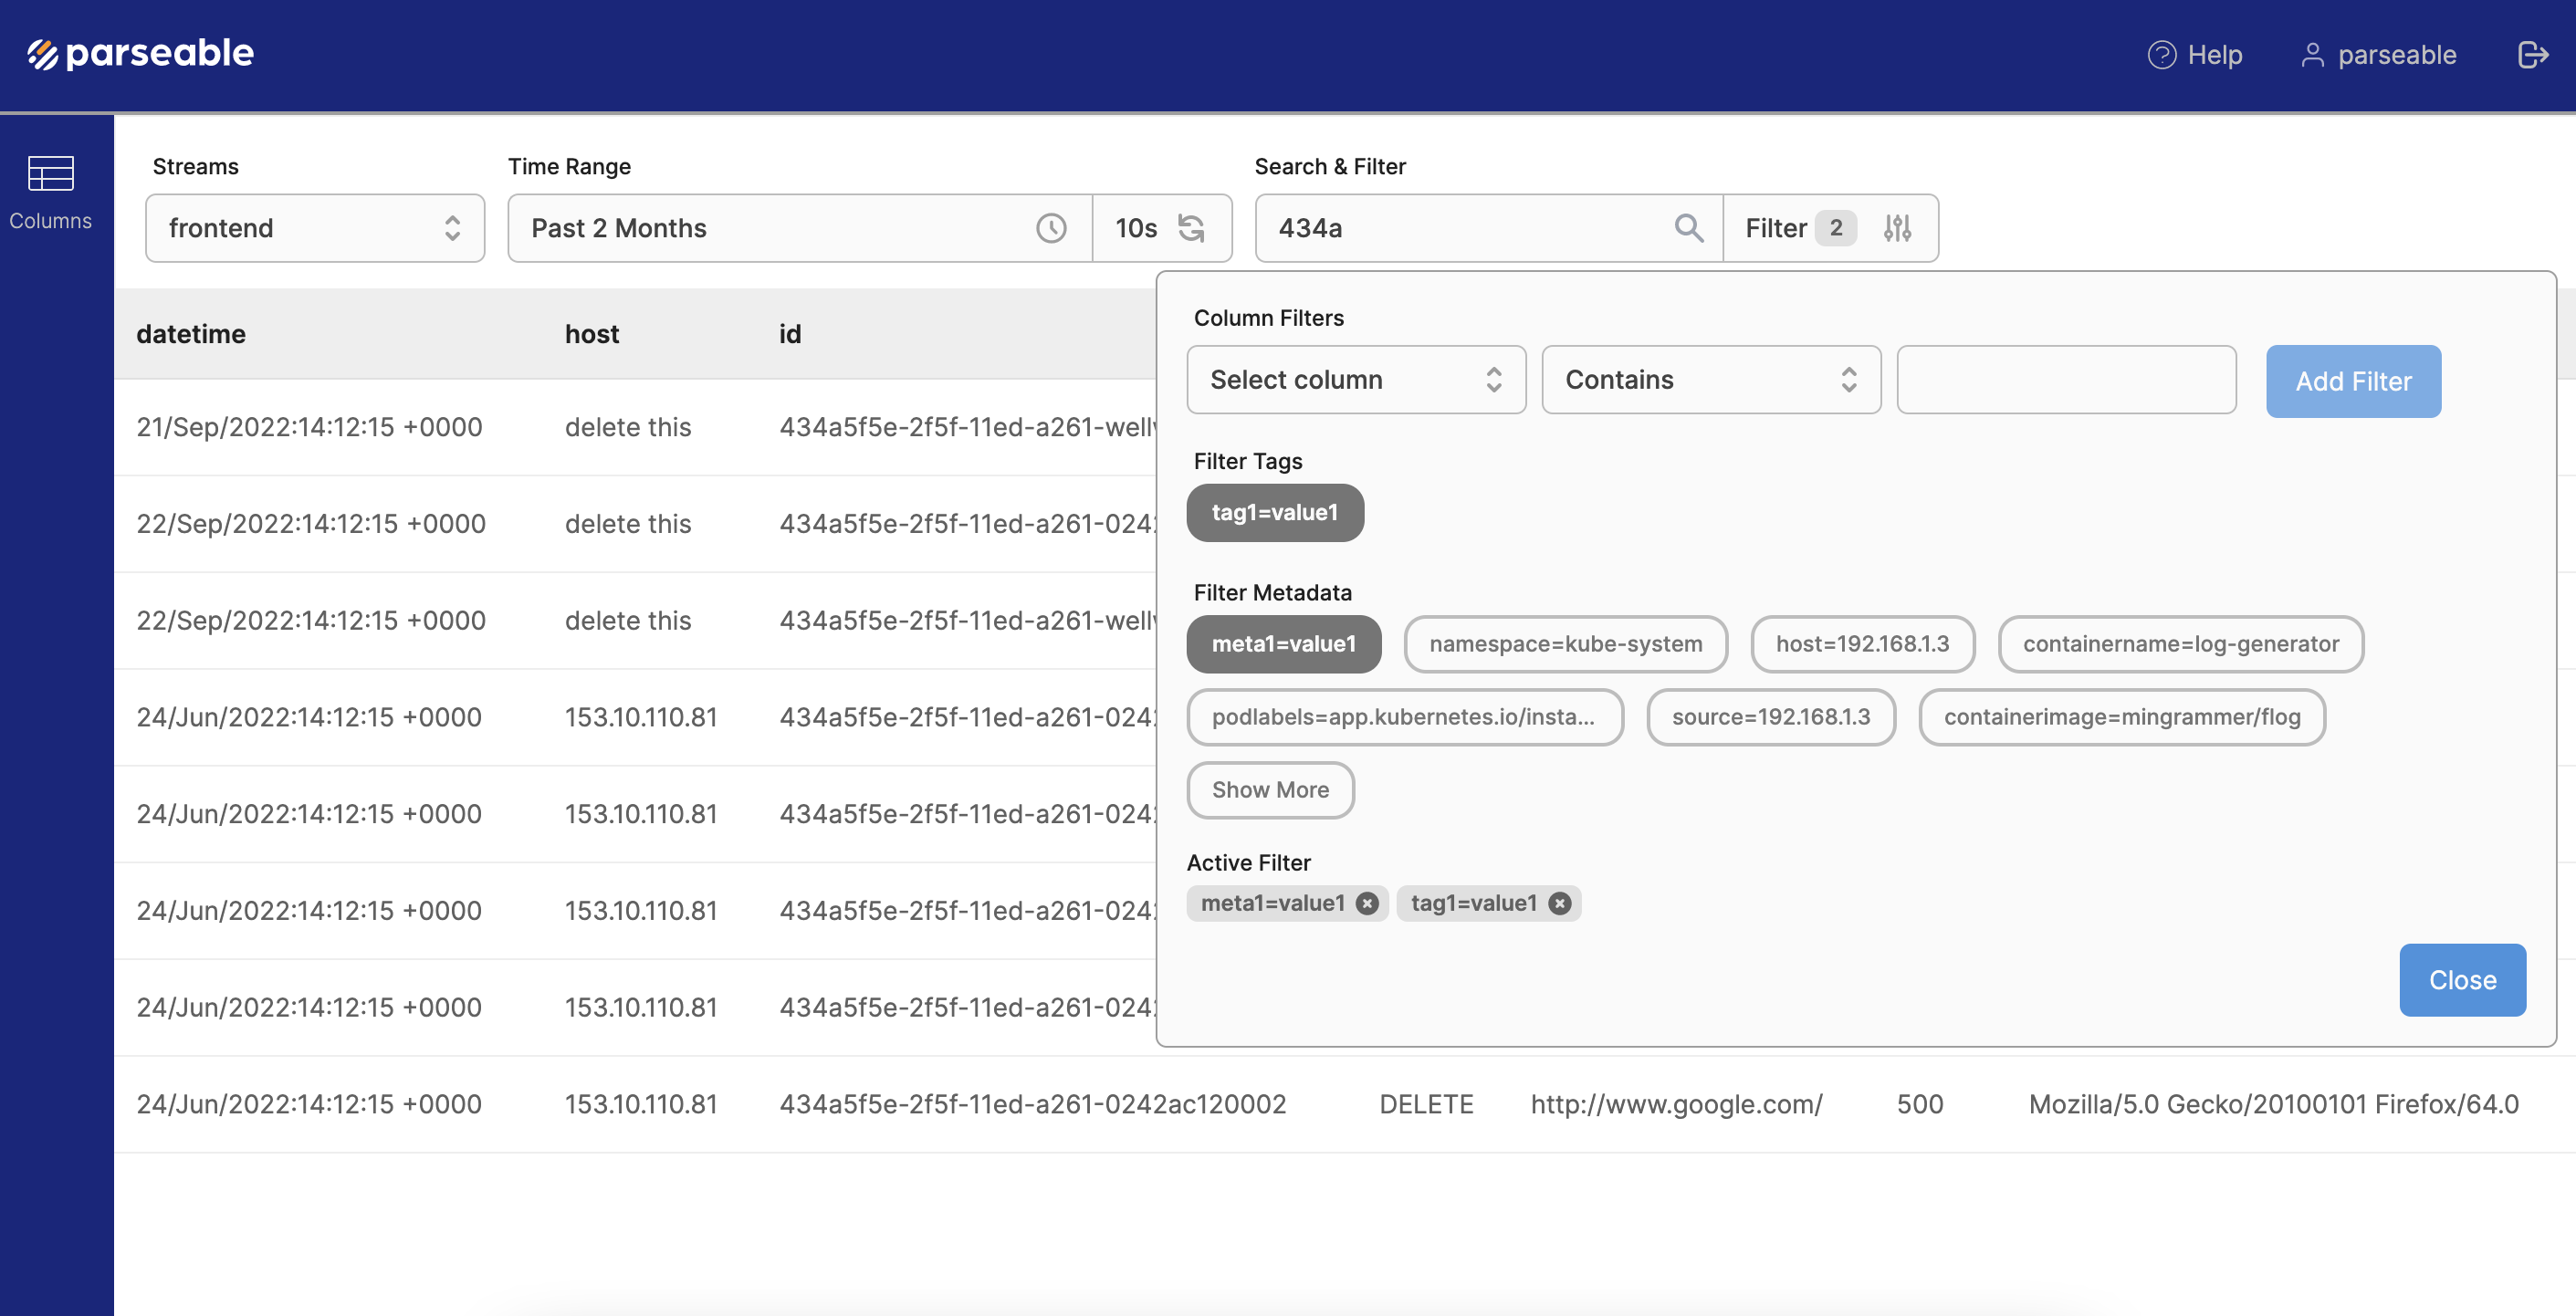 parseable
Help
parseable
Columns
Streams
Time Range
Search & Filter
frontend
Past 2 Months
10s
434a
Filter 2
datetime host id
21/Sep/2022:14:12:15 +0000 delete this 434a5f5e-2f5f-11ed-a261-well
22/Sep/2022:14:12:15 +0000 delete this 434a5f5e-2f5f-11ed-a261-024
22/Sep/2022:14:12:15 +0000 delete this 434a5f5e-2f5f-11ed-a261-well
24/Jun/2022:14:12:15 +0000 153.10.110.81 434a5f5e-2f5f-11ed-a261-024
24/Jun/2022:14:12:15 +0000 153.10.110.81 434a5f5e-2f5f-11ed-a261-024
24/Jun/2022:14:12:15 +0000 153.10.110.81 434a5f5e-2f5f-11ed-a261-024
24/Jun/2022:14:12:15 +0000 153.10.110.81 434a5f5e-2f5f-11ed-a261-024
24/Jun/2022:14:12:15 +0000 153.10.110.81 434a5f5e-2f5f-11ed-a261-0242ac120002 DELETE http://www.google.com/ 500 Mozilla/5.0 Gecko/20100101 Firefox/64.0
Column Filters
Select column Contains Add Filter
Filter Tags
tag1=value1
Filter Metadata
meta1=value1 namespace=kube-system host=192.168.1.3 containername=log-generator
podlabels=app.kubernetes.io/insta... source=192.168.1.3 containerimage=mingrammer/flog
Show More
Active Filter
meta1=value1 tag1=value1
Close